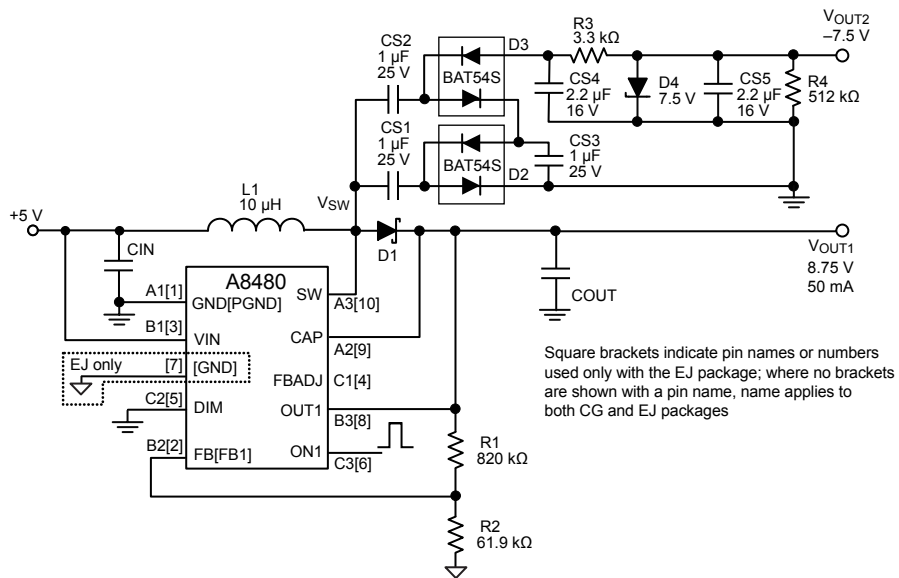 CS2
1 µF
25 V
D3
BAT54S
R3
3.3 kΩ
CS4
2.2 µF
16 V
D4
7.5 V
CS5
2.2 µF
16 V
R4
512 kΩ
VOUT2
–7.5 V
CS1
1 µF
25 V
BAT54S
D2
CS3
1 µF
25 V
L1
10 µH
VSW
+5 V
CIN
D1
VOUT1
8.75 V
50 mA
COUT
A8480
A1[1]
GND[PGND]
SW
A3[10]
B1[3]
VIN
CAP
A2[9]
EJ only
[7]
[GND]
FBADJ
C1[4]
C2[5]
DIM
OUT1
B3[8]
B2[2]
FB[FB1]
ON1
C3[6]
R1
820 kΩ
R2
61.9 kΩ
Square brackets indicate pin names or numbers
used only with the EJ package; where no brackets
are shown with a pin name, name applies to
both CG and EJ packages